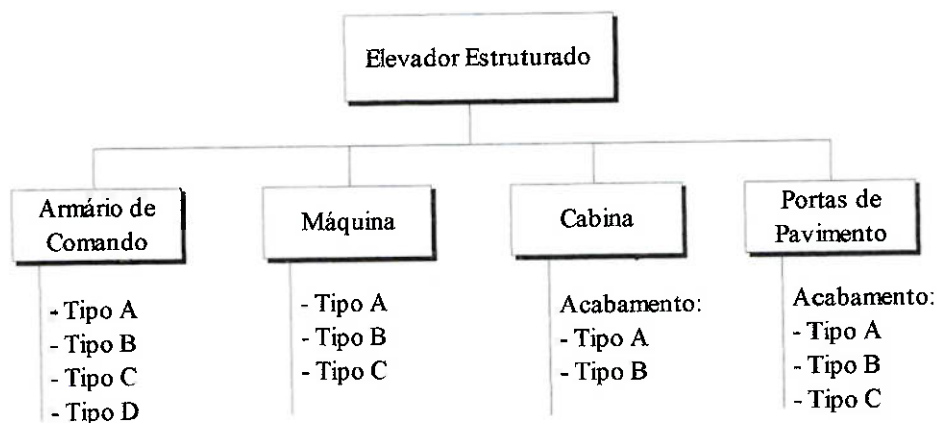 Elevador Estruturado
Armário de
Comando
- Tipo A
- Tipo B
- Tipo C
- Tipo D
Máquina
- Tipo A
- Tipo B
- Tipo C
Cabina
Acabamento:
- Tipo A
- Tipo B
Portas de
Pavimento
Acabamento:
- Tipo A
- Tipo B
- Tipo C